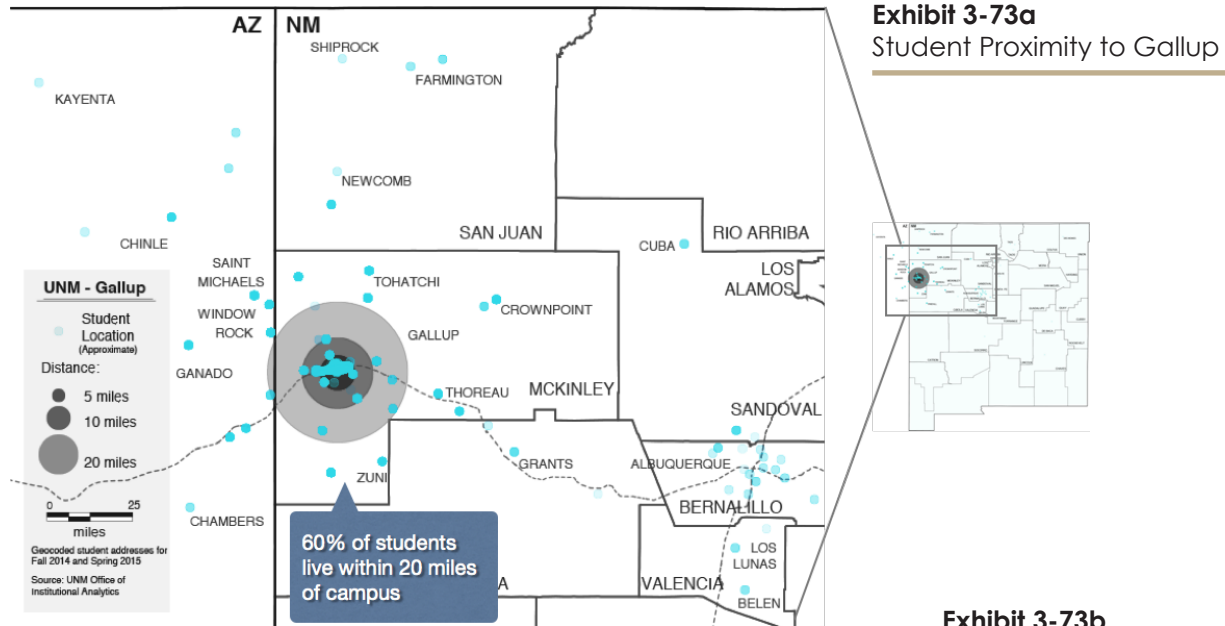 Exhibit 3-73a
Student Proximity to Gallup
AZ NM
SHIPROCK
FARMINGTON
KAYENTA
NEWCOMB
SAN JUAN
CUBA
RIO ARRIBA
CHINLE
LOS
ALAMOS
SAINT
MICHAELS
TOHATCHI
CROWNPOINT
WINDOW
ROCK
GALLUP
GANADO
THOREAU
MCKINLEY
SANDOVAL
ZUNI
GRANTS
ALBUQUERQUE
BERNALILLO
CHAMBERS
LOS
LUNAS
VALENCIA
A
BELEN
UNM - Gallup
Student
Location
(Approximate)
Distance:
5 miles
10 miles
20 miles
0 25
miles
Geocoded student addresses for
Fall 2014 and Spring 2015
Source: UNM Office of
Institutional Analytics
60% of students
live within 20 miles
of campus
AZ NM
Exhibit 3-73b